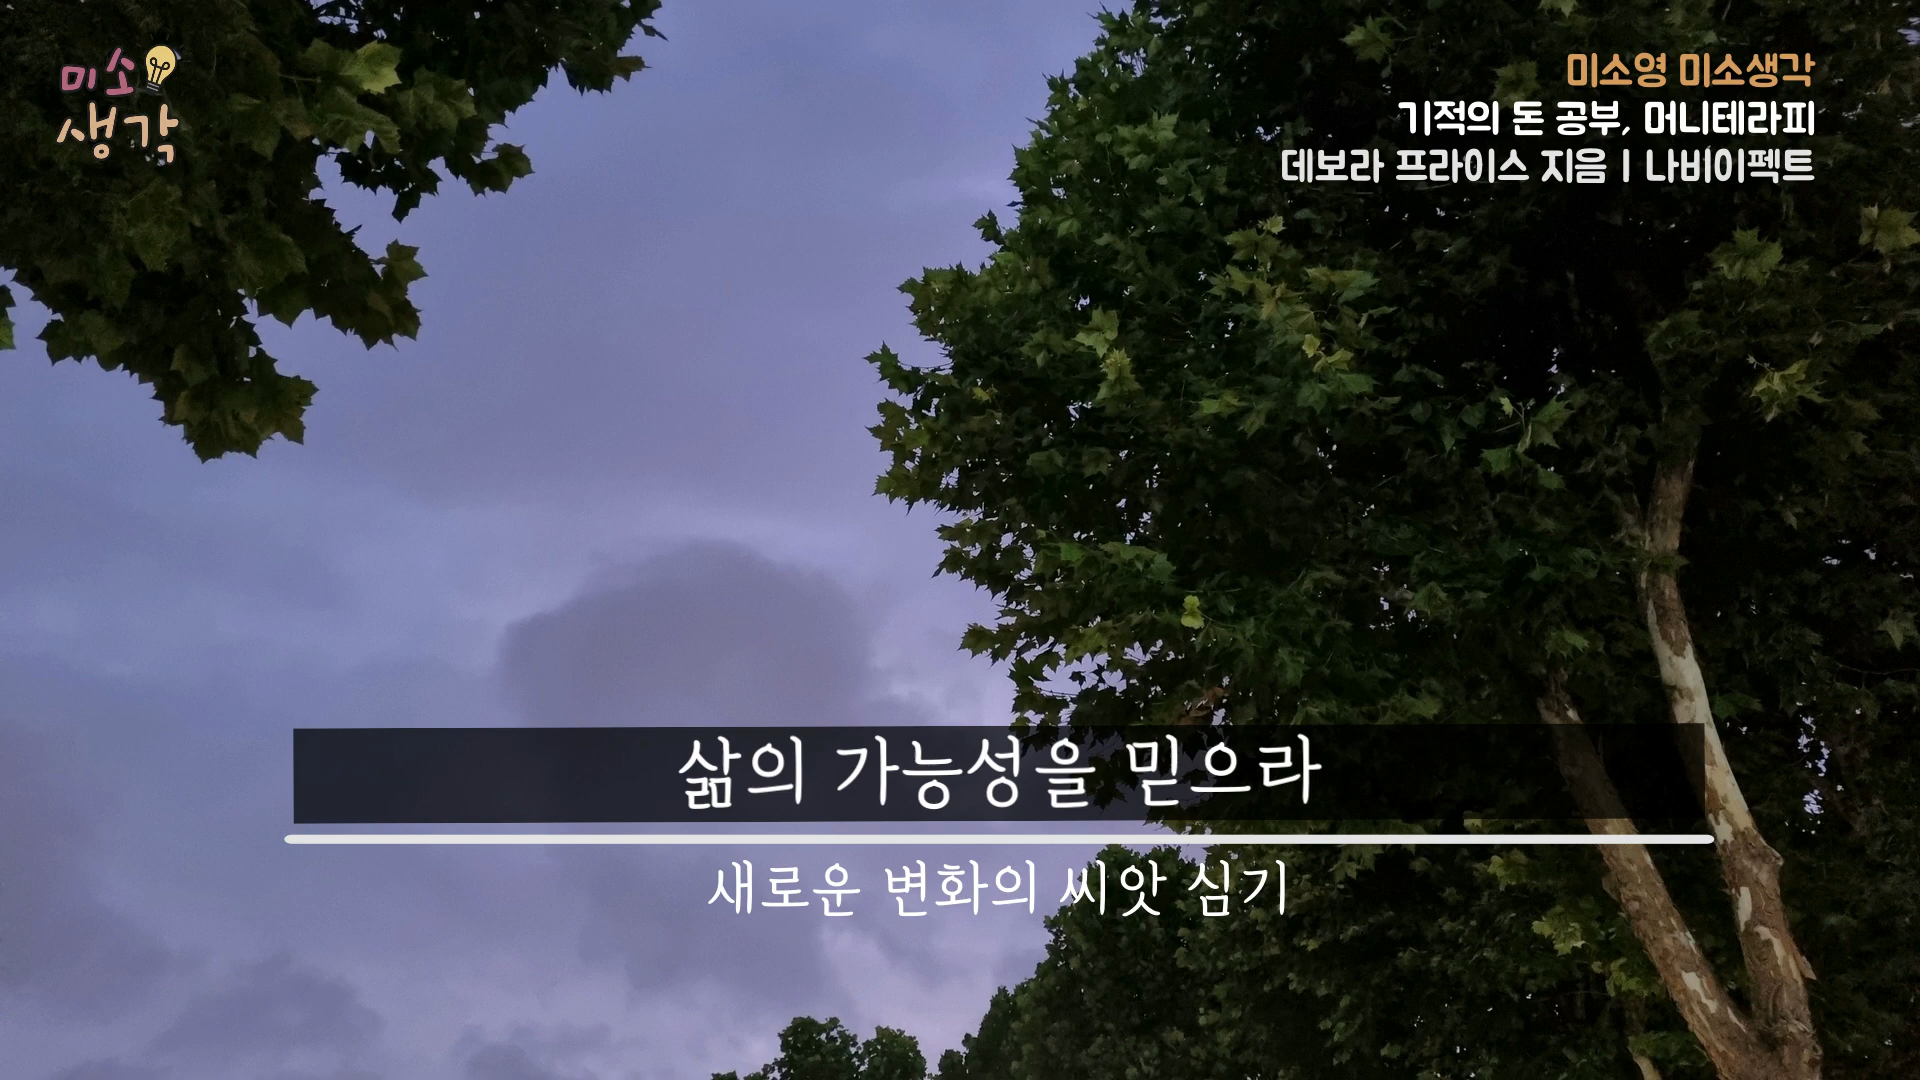 미소
생각
미소영 미소생각
기적의 돈 공부, 머니테라피
데보라 프라이스 지음 | 나비이펙트
삶의 가능성을 믿으라
새로운 변화의 씨앗 심기